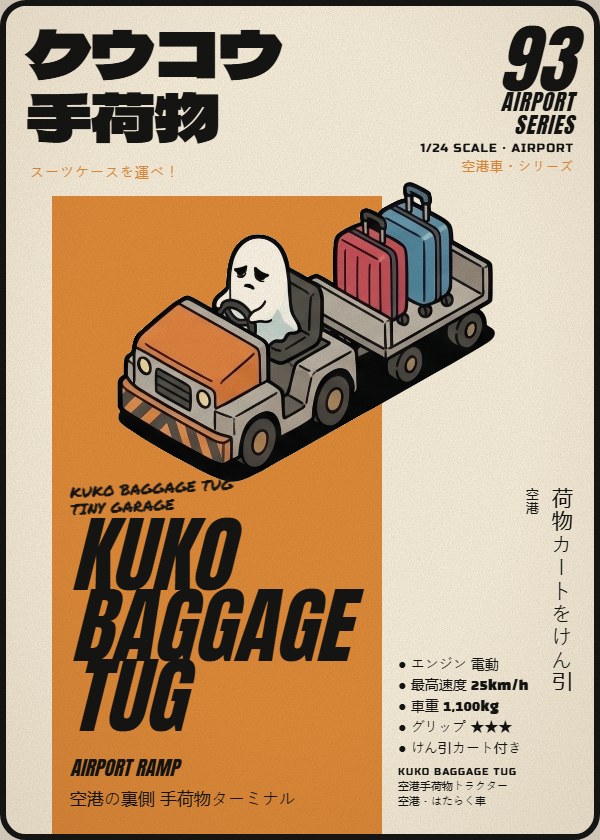 クウコウ
手荷物
スーツケースを運べ！
93
AIRPORT
SERIES
1/24 SCALE · AIRPORT
空港車・シリーズ
KUKO BAGGAGE TUG
TINY GARAGE
KUKO
BAGGAGE
TUG
AIRPORT RAMP
空港の裏側 手荷物ターミナル
荷物カートをけん引
空港
● エンジン 電動
● 最高速度 25km/h
● 車重 1,100kg
● グリップ ★★★
● けん引カート付き
KUKO BAGGAGE TUG
空港手荷物トラクター
空港・はたらく車